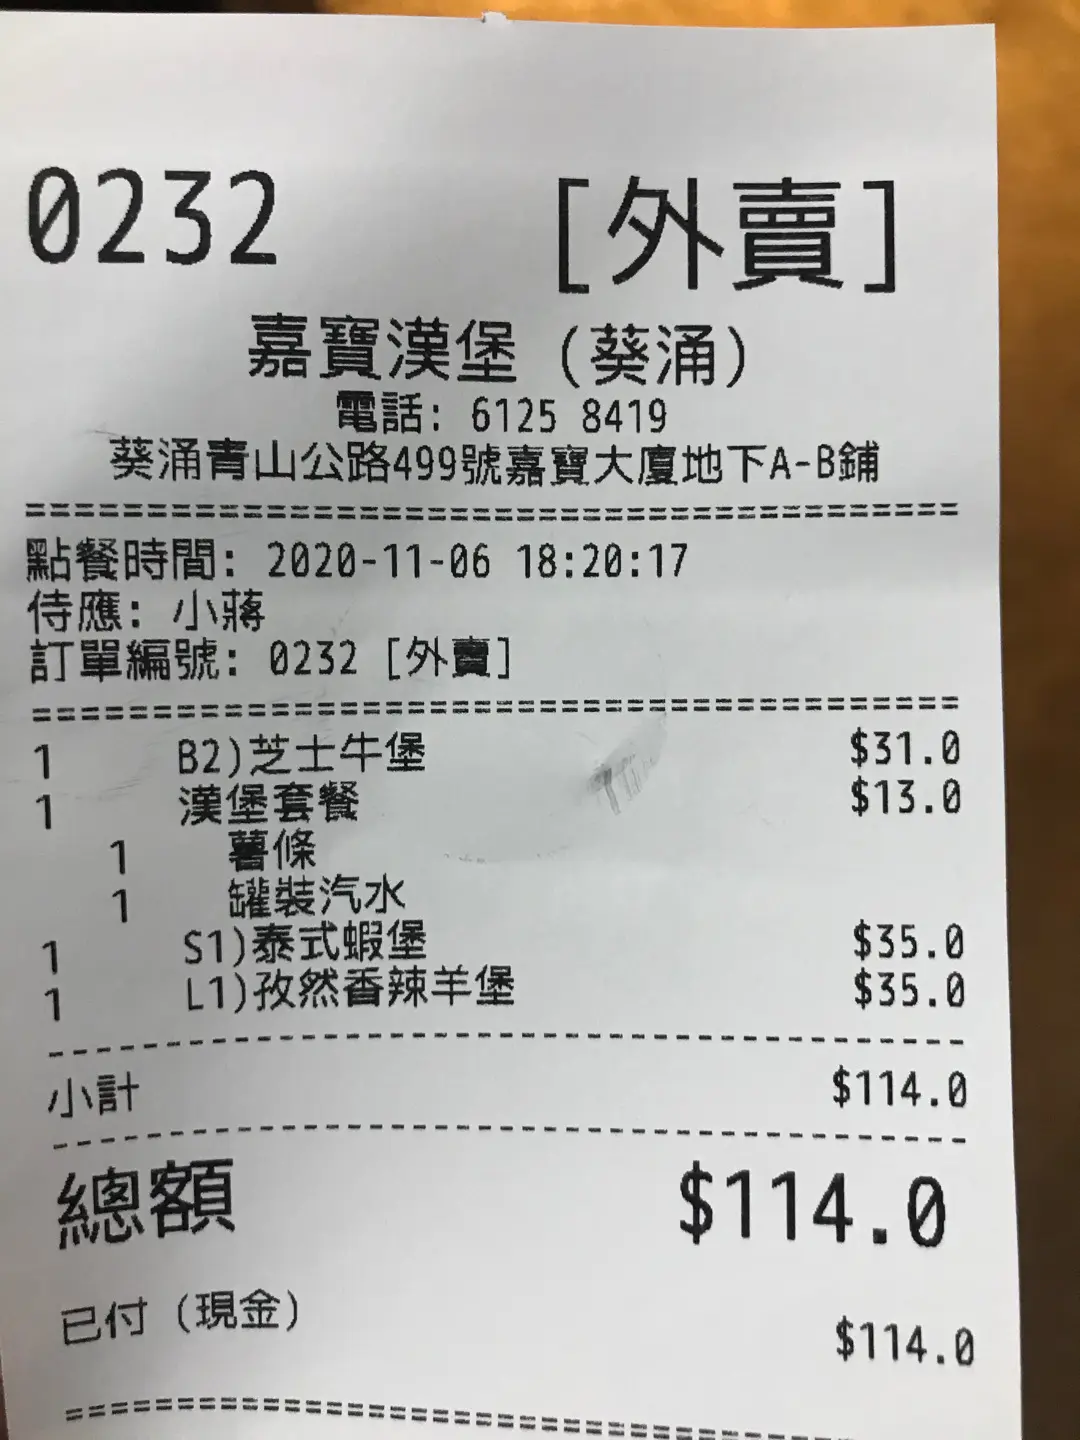 0232 [外賣]
嘉寶漢堡 (葵涌)
電話: 6125 8419
葵涌青山公路499號嘉寶大廈地下A-B鋪
點餐時間: 2020-11-06 18:20:17
侍應: 小蔣
訂單編號: 0232 [外賣]
1 B2)芝士牛堡 $31.0
1 漢堡套餐 $13.0
1 薯條
1 罐裝汽水
1 S1)泰式蝦堡 $35.0
1 L1)孜然香辣羊堡 $35.0
小計 $114.0
總額 $114.0
已付 (現金) $114.0